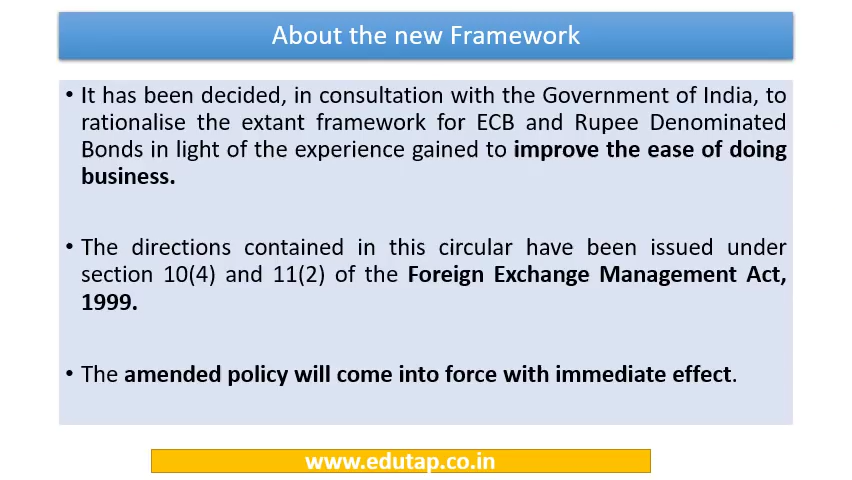 About the new Framework
• It has been decided, in consultation with the Government of India, to
rationalise the extant framework for ECB and Rupee Denominated
Bonds in light of the experience gained to improve the ease of doing
business.
• The directions contained in this circular have been issued under
section 10(4) and 11(2) of the Foreign Exchange Management Act,
1999.
• The amended policy will come into force with immediate effect.
www.edutap.co.in